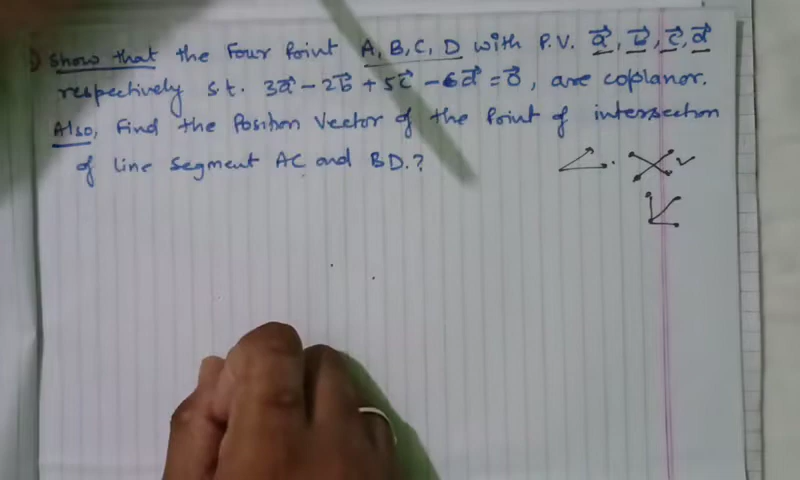 Show that the Four Point A, B, C, D with P.V. a⃗, b⃗, c⃗, d⃗
respectively s.t. 3a⃗ - 2b⃗ + 5c⃗ - 6d⃗ = 0⃗, are coplanar.
Also, Find the Position Vector of the Point of intersection
of line segment AC and BD.?